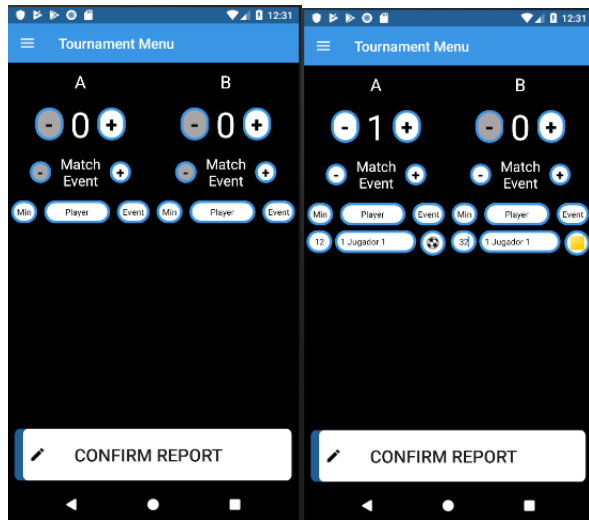 12:31
Tournament Menu
A B
- 0 + - 0 +
- Match Event + - Match Event +
Min Player Event Min Player Event
CONFIRM REPORT
12:31
Tournament Menu
A B
- 1 + - 0 +
- Match Event + - Match Event +
Min Player Event Min Player Event
12 1 Jugador 1 32 1 Jugador 1
CONFIRM REPORT